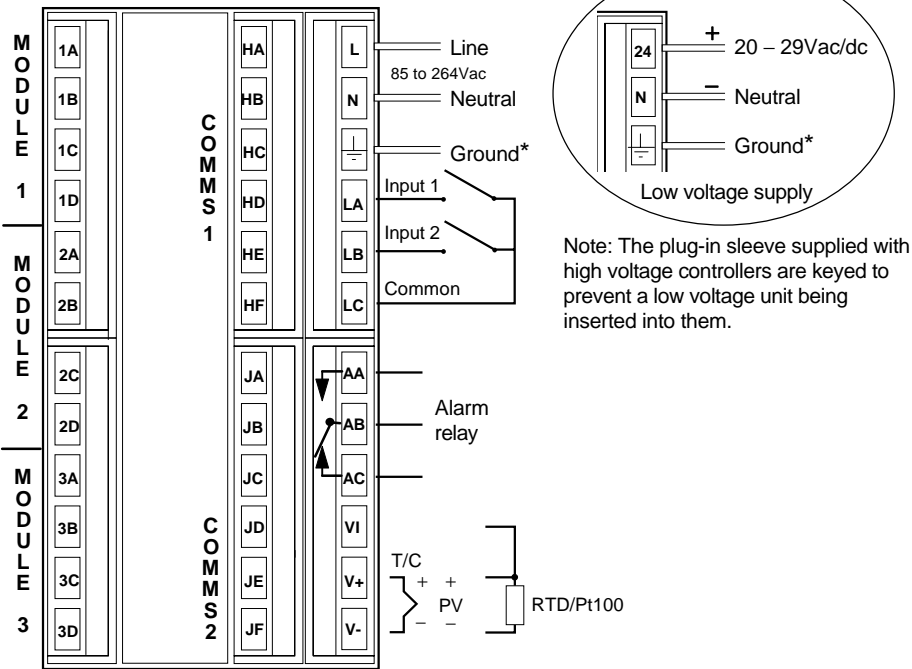 MODULE 1
1A
1B
1C
1D
MODULE 2
2A
2B
2C
2D
MODULE 3
3A
3B
3C
3D
COMMS 1
HA
HB
HC
HD
HE
HF
COMMS 2
JA
JB
JC
JD
JE
JF
L
Line
85 to 264Vac
N
Neutral
Ground*
LA
Input 1
LB
Input 2
LC
Common
AA
AB
AC
Alarm
relay
VI
V+
V-
T/C
+ +
PV
– –
RTD/Pt100
24
+
20 – 29Vac/dc
N
–
Neutral
Ground*
Low voltage supply
Note: The plug-in sleeve supplied with
high voltage controllers are keyed to
prevent a low voltage unit being
inserted into them.